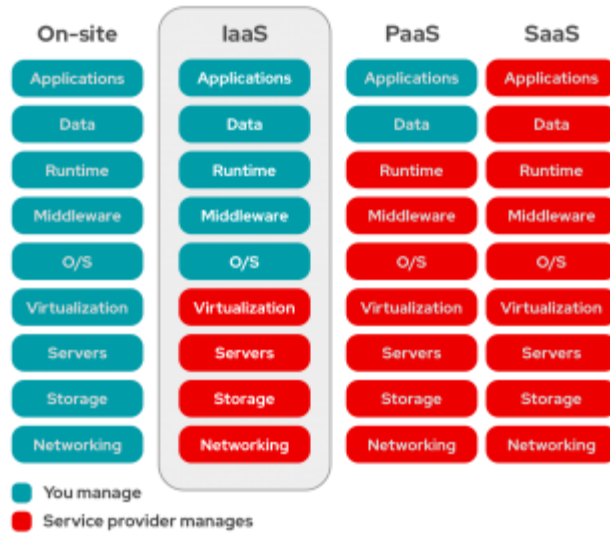 On-site IaaS PaaS SaaS
Applications Applications Applications Applications
Data Data Data Data
Runtime Runtime Runtime Runtime
Middleware Middleware Middleware Middleware
O/S O/S O/S O/S
Virtualization Virtualization Virtualization Virtualization
Servers Servers Servers Servers
Storage Storage Storage Storage
Networking Networking Networking Networking
You manage
Service provider manages